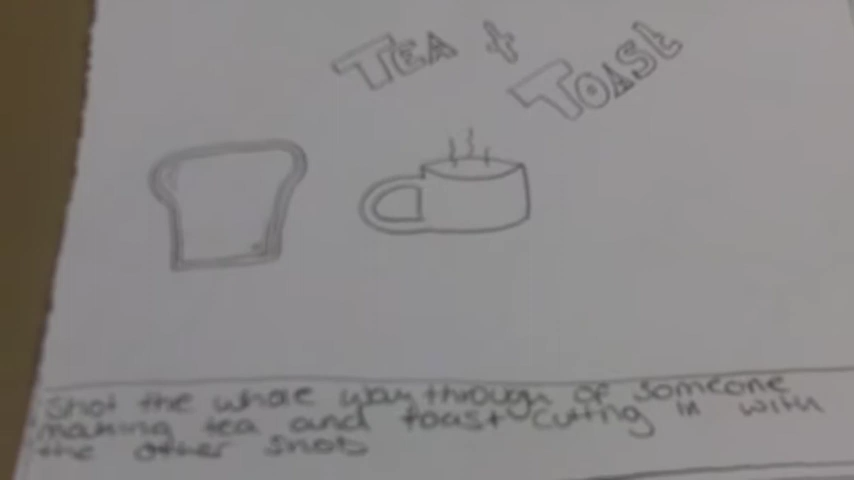 TEA +
TOAST
Shot the whole way through of someone
making tea and toast cutting in with
the other shots